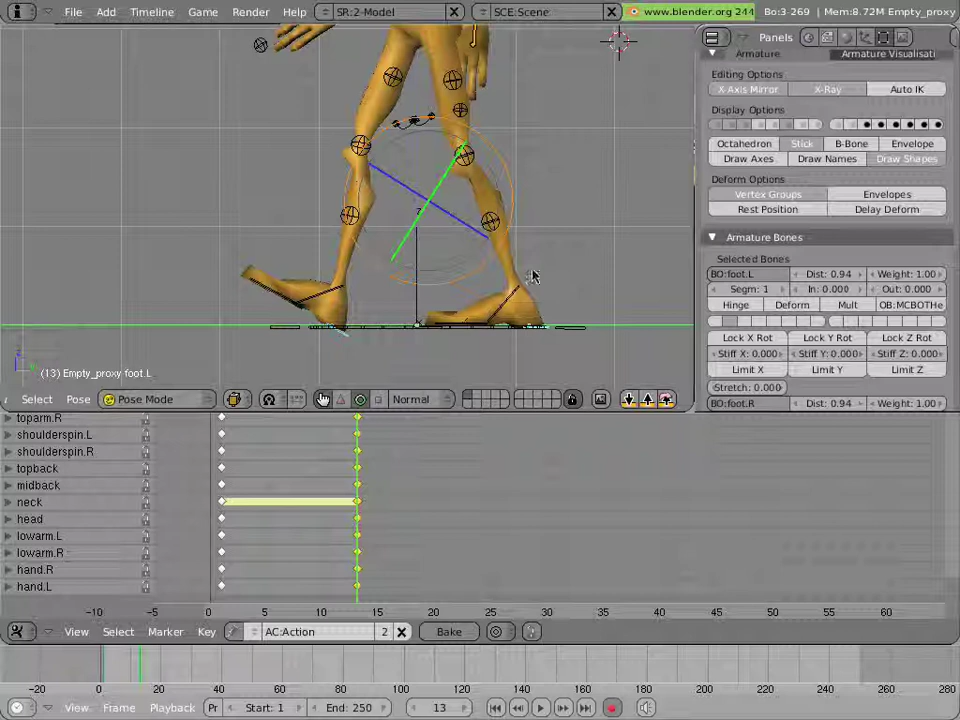 File Add Timeline Game Render Help SR:2-Model SCE:Scene www.blender.org 244 Bo:3-269 | Mem:8.72M Empty_proxy
Panels
Armature Armature Visualisati
Editing Options
X-Axis Mirror X-Ray Auto IK
Display Options
Octahedron Stick B-Bone Envelope
Draw Axes Draw Names Draw Shapes
Deform Options
Vertex Groups Envelopes
Rest Position Delay Deform
Armature Bones
Selected Bones
BO:foot.L Dist: 0.94 Weight: 1.00
Segm: 1 In: 0.000 Out: 0.000
Hinge Deform Mult OB:MCBOTHe
Lock X Rot Lock Y Rot Lock Z Rot
Stiff X: 0.000 Stiff Y: 0.000 Stiff Z: 0.000
Limit X Limit Y Limit Z
Stretch: 0.000
BO:foot.R Dist: 0.94 Weight: 1.00
(13) Empty_proxy foot.L
Select Pose Pose Mode Normal
toparm.R
shoulderspin.L
shoulderspin.R
topback
midback
neck
head
lowarm.L
lowarm.R
hand.R
hand.L
-10 -5 0 5 10 15 20 25 30 35 40 45 50 55 60
View Select Marker Key AC:Action 2 Bake
-20 0 20 40 60 80 100 120 140 160 180 200 220 240 260 280
View Frame Playback Pr Start: 1 End: 250 13